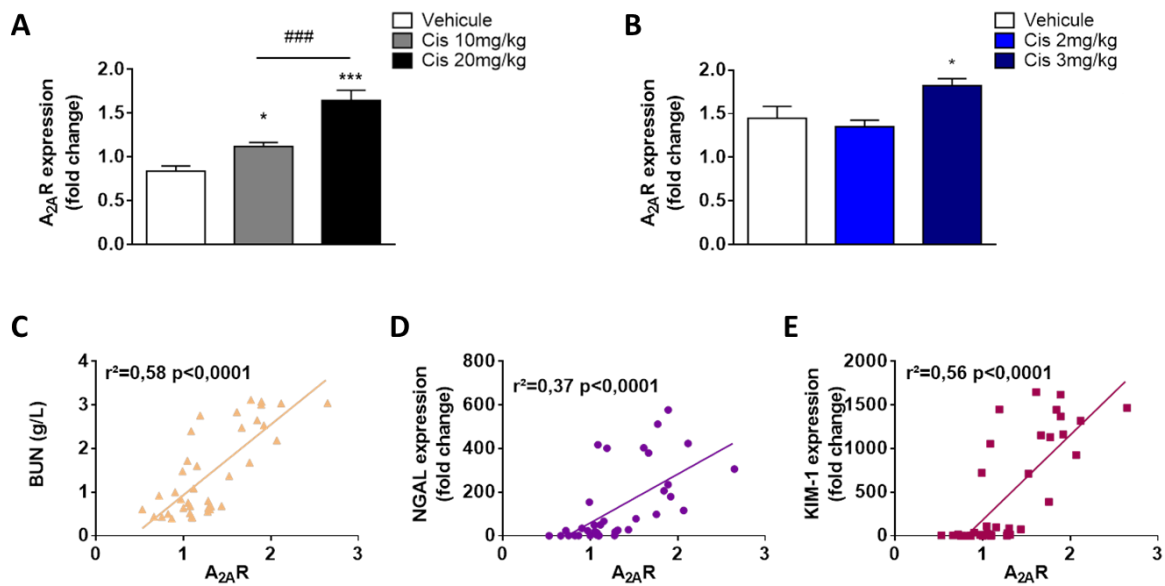 A
Vehicule
Cis 10mg/kg
Cis 20mg/kg
###
***
*
A2AR expression
(fold change)
2.0
1.5
1.0
0.5
0.0
B
Vehicule
Cis 2mg/kg
Cis 3mg/kg
*
A2AR expression
(fold change)
2.0
1.5
1.0
0.5
0.0
C
r²=0,58 p<0,0001
BUN (g/L)
4
3
2
1
0
0 1 2 3
A2AR
D
r²=0,37 p<0,0001
NGAL expression
(fold change)
800
600
400
200
0
0 1 2 3
A2AR
E
r²=0,56 p<0,0001
KIM-1 expression
(fold change)
2000
1500
1000
500
0
0 1 2 3
A2AR